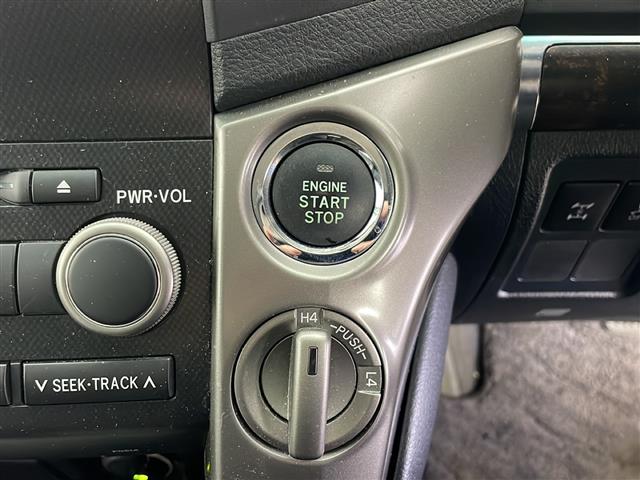 PWR·VOL
ENGINE
START
STOP
H4
PUSH
L4
∨ SEEK·TRACK ∧